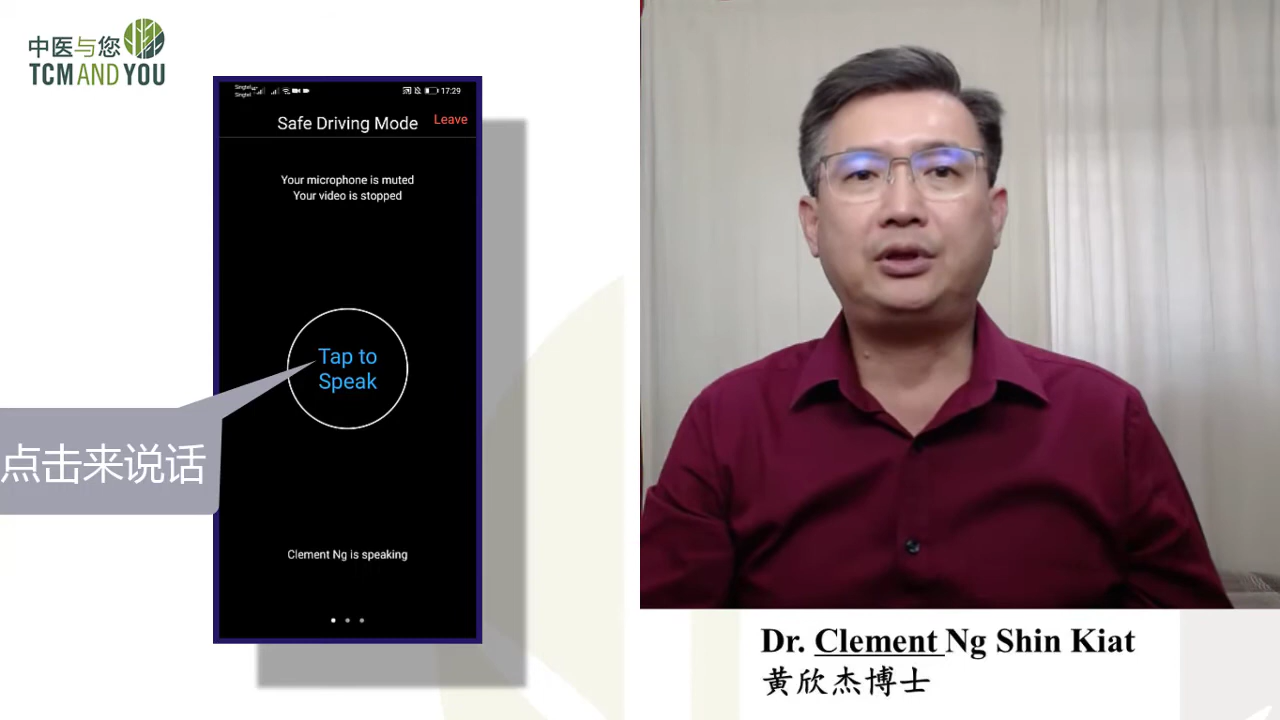 中医与您
TCM AND YOU
Singtel
Singtel
17:29
Safe Driving Mode
Leave
Your microphone is muted
Your video is stopped
Tap to
Speak
点击来说话
Clement Ng is speaking
Dr. Clement Ng Shin Kiat
黄欣杰博士